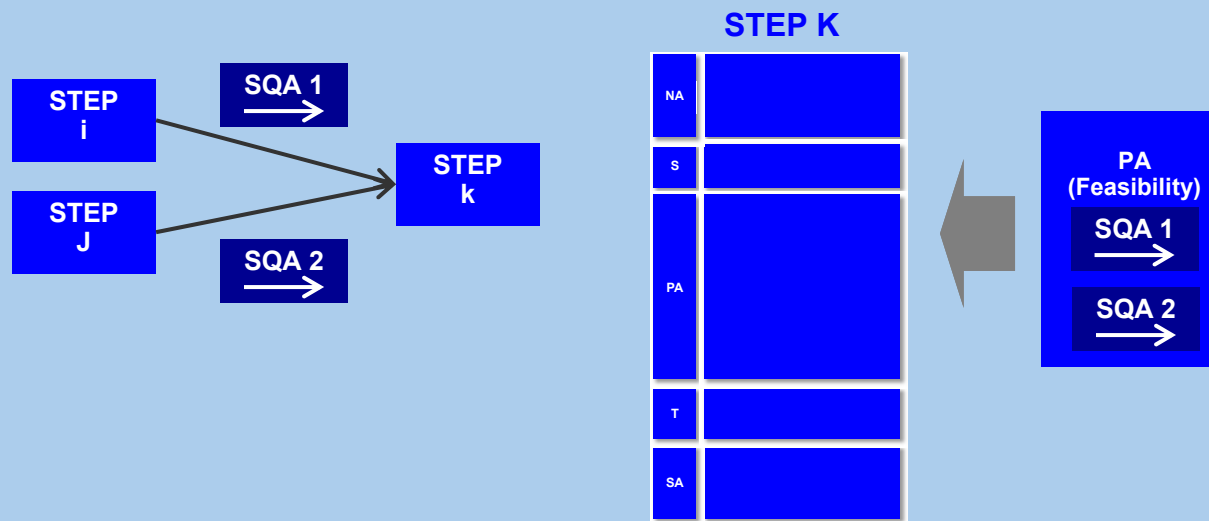 STEP K
SQA 1
STEP
i
STEP
k
STEP
J
SQA 2
NA
S
PA
T
SA
PA
(Feasibility)
SQA 1
SQA 2